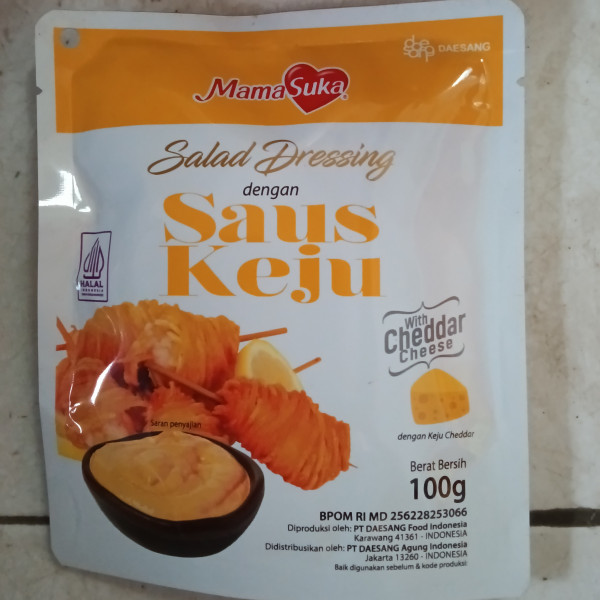 DAESANG
MamaSuka
Salad Dressing
dengan
Saus
Keju
HALAL
INDONESIA
With
Cheddar
Cheese
dengan Keju Cheddar
Saran penyajian
Berat Bersih
100g
BPOM RI MD 256228253066
Diproduksi oleh: PT DAESANG Food Indonesia
Karawang 41361 - INDONESIA
Didistribusikan oleh: PT DAESANG Agung Indonesia
Jakarta 13260 - INDONESIA
Baik digunakan sebelum & kode produksi